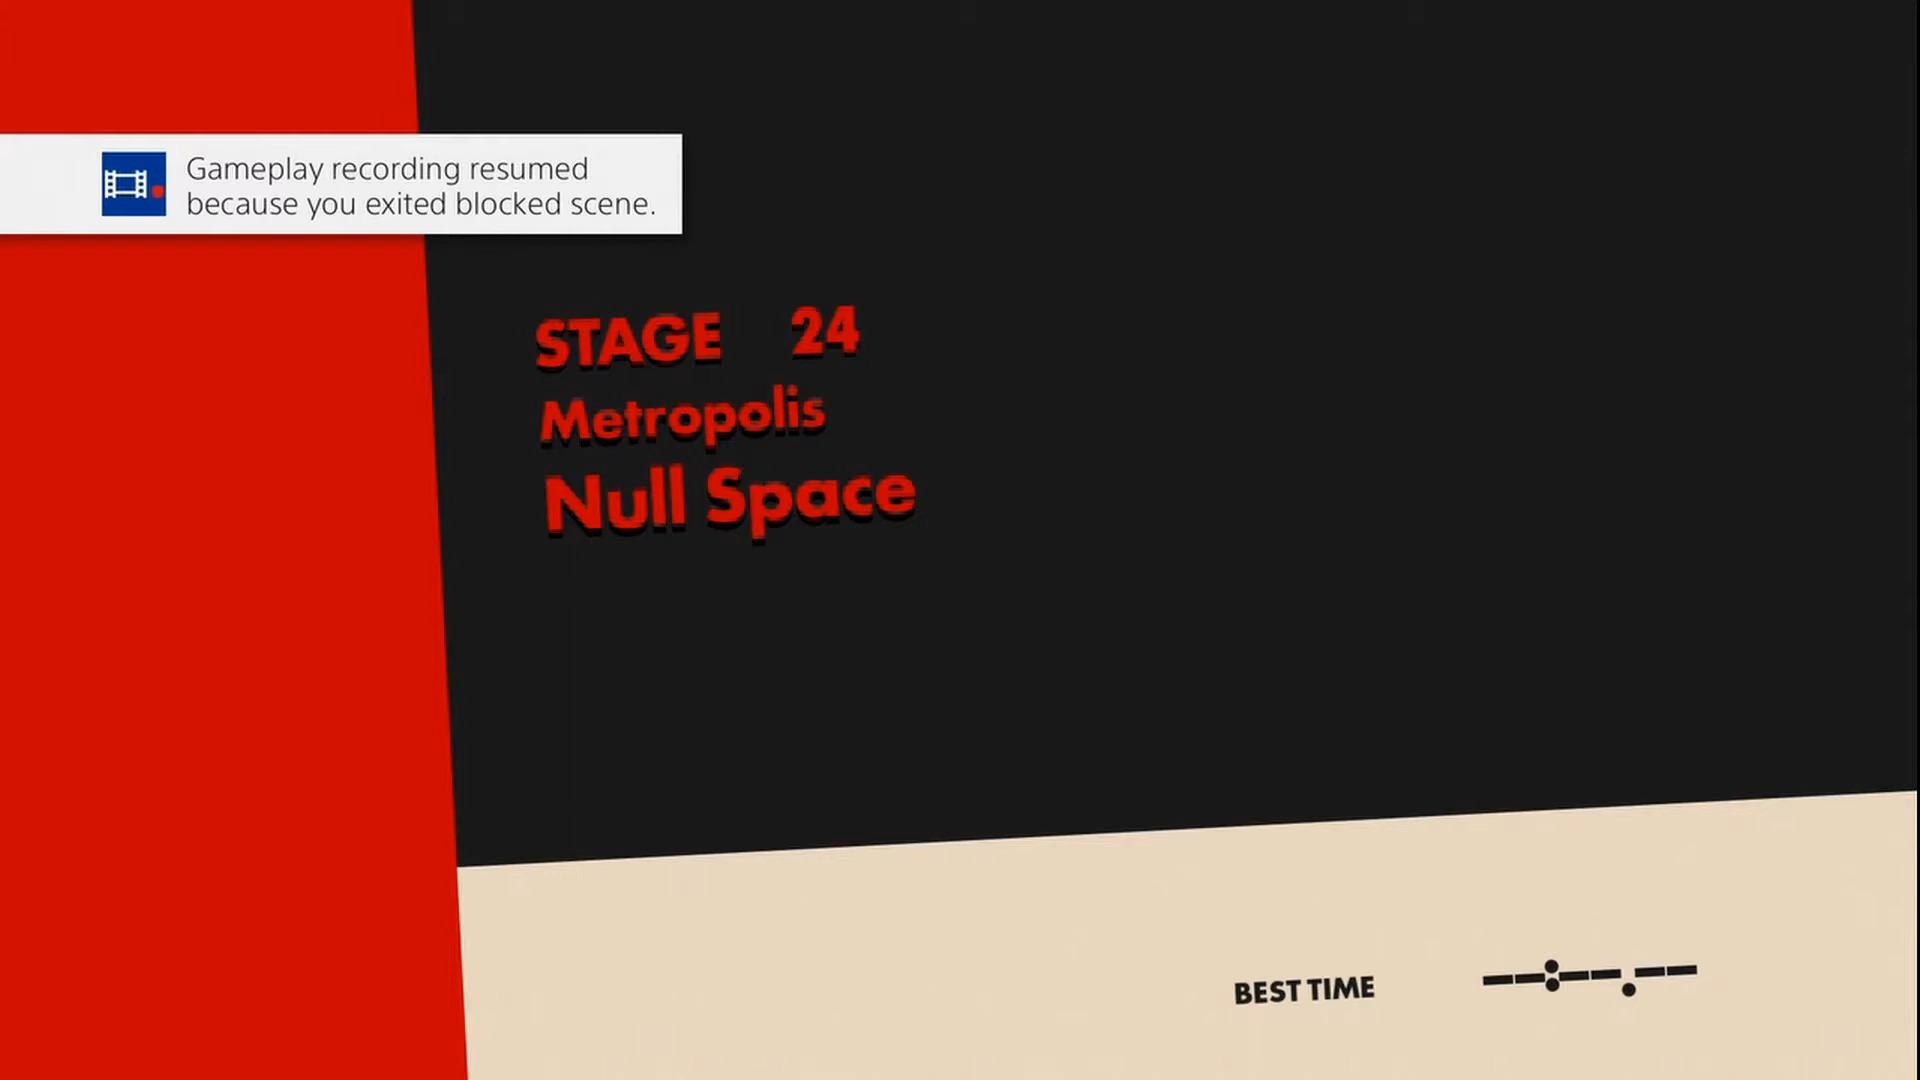 Gameplay recording resumed
because you exited blocked scene.
STAGE 24
Metropolis
Null Space
BEST TIME --:--.--